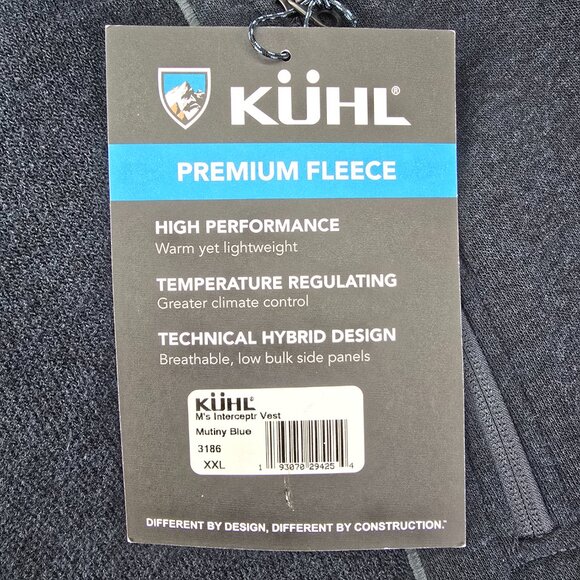 KÜHL®
PREMIUM FLEECE
HIGH PERFORMANCE
Warm yet lightweight
TEMPERATURE REGULATING
Greater climate control
TECHNICAL HYBRID DESIGN
Breathable, low bulk side panels
KÜHL®
M's Interceptr Vest
Mutiny Blue
3186
XXL
1 93070 29425 4
DIFFERENT BY DESIGN, DIFFERENT BY CONSTRUCTION.™